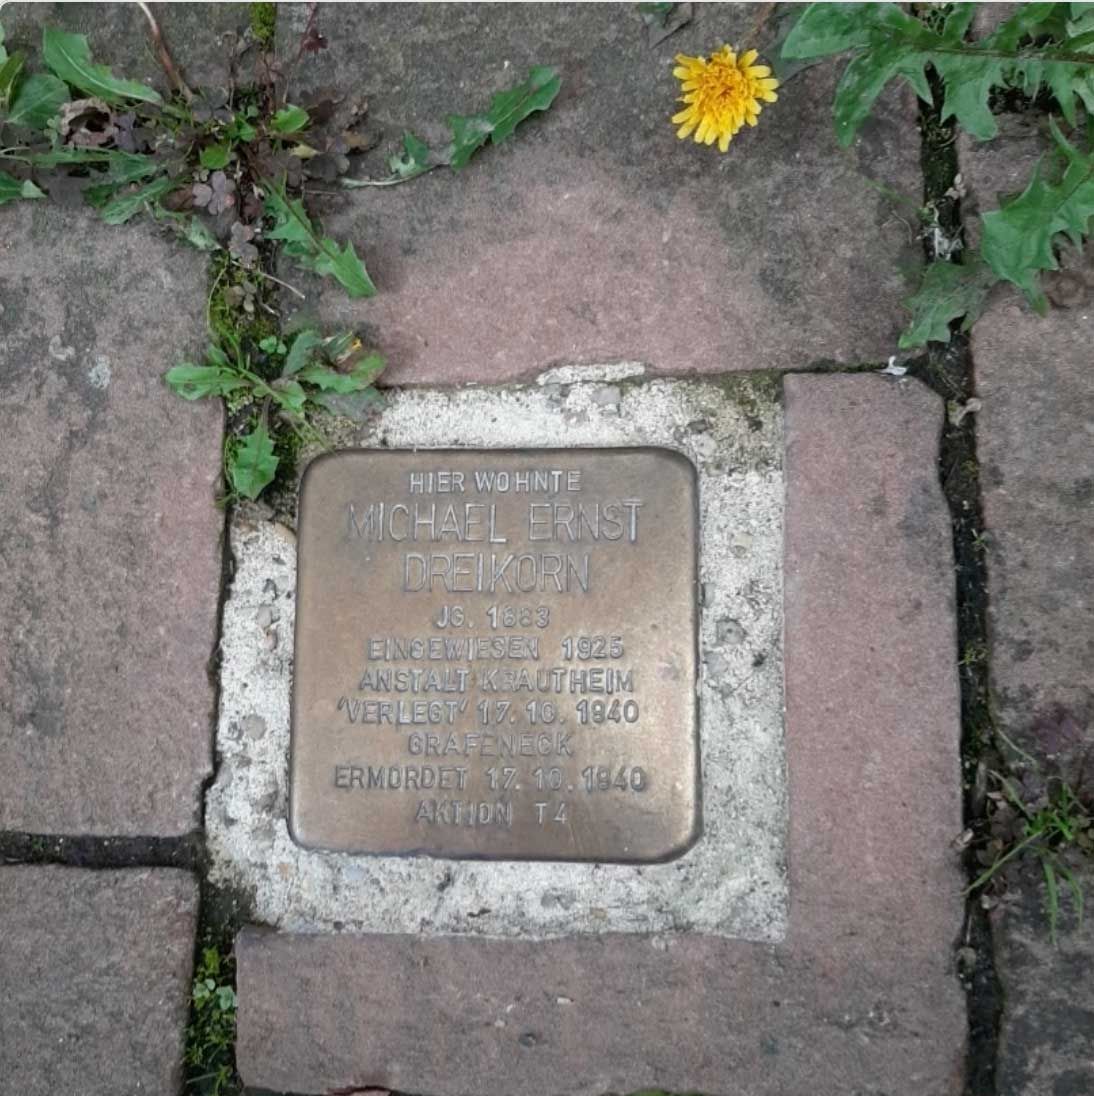 HIER WOHNTE
MICHAEL ERNST
DREIKORN
JG. 1883
EINGEWIESEN 1925
ANSTALT KRAUTHEIM
'VERLEGT' 17.10.1940
GRAFENECK
ERMORDET 17.10.1940
AKTION T4